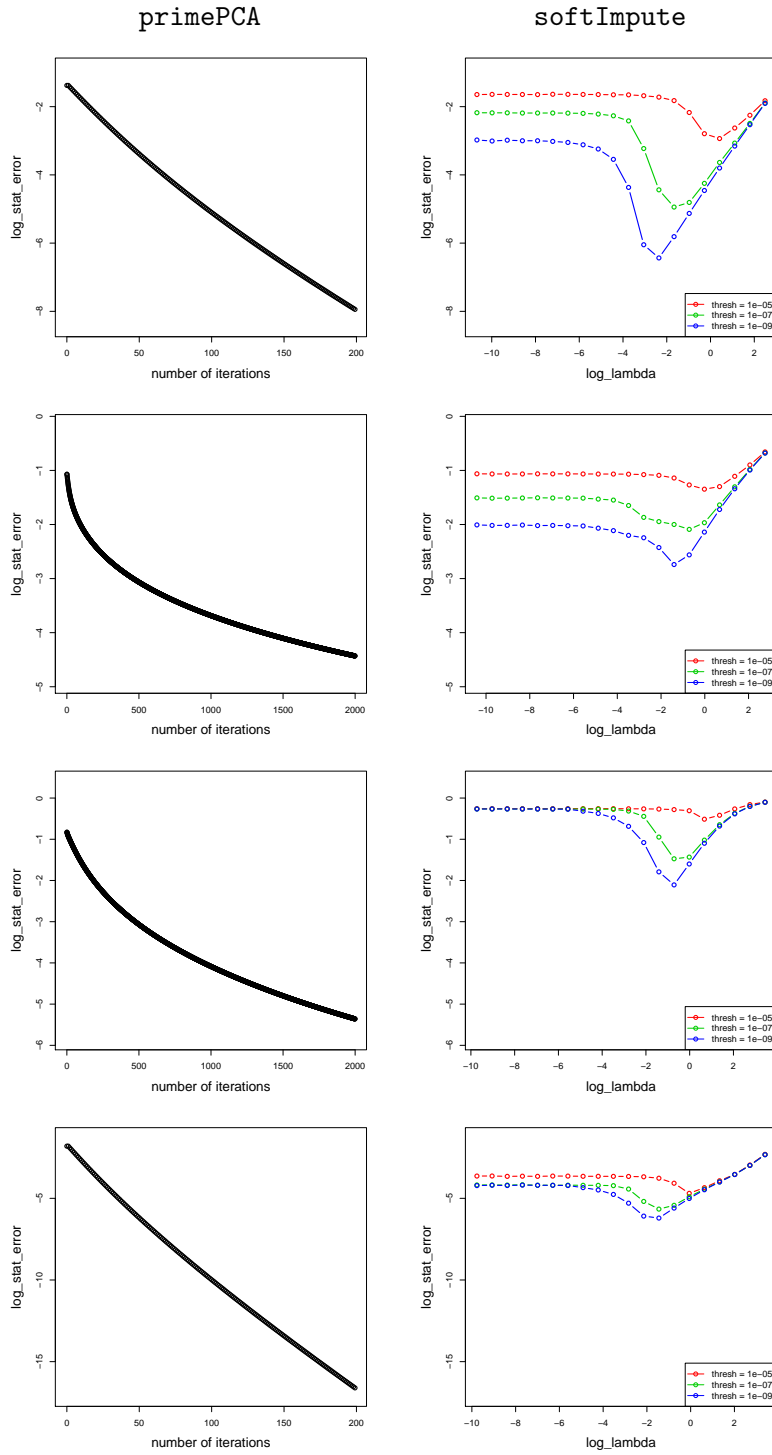 primePCA
softImpute
−2
−4
−6
−8
log_stat_error
0
50
100
150
200
number of iterations
−2
−4
−6
−8
log_stat_error
thresh = 1e−05
thresh = 1e−07
thresh = 1e−09
−10
−8
−6
−4
−2
0
2
log_lambda
0
−1
−2
−3
−4
−5
log_stat_error
0
500
1000
1500
2000
number of iterations
0
−1
−2
−3
−4
−5
log_stat_error
thresh = 1e−05
thresh = 1e−07
thresh = 1e−09
−10
−8
−6
−4
−2
0
2
log_lambda
0
−1
−2
−3
−4
−5
−6
log_stat_error
0
500
1000
1500
2000
number of iterations
0
−1
−2
−3
−4
−5
−6
log_stat_error
thresh = 1e−05
thresh = 1e−07
thresh = 1e−09
−10
−8
−6
−4
−2
0
2
log_lambda
−5
−10
−15
log_stat_error
0
50
100
150
200
number of iterations
−5
−10
−15
log_stat_error
thresh = 1e−05
thresh = 1e−07
thresh = 1e−09
−10
−8
−6
−4
−2
0
2
log_lambda